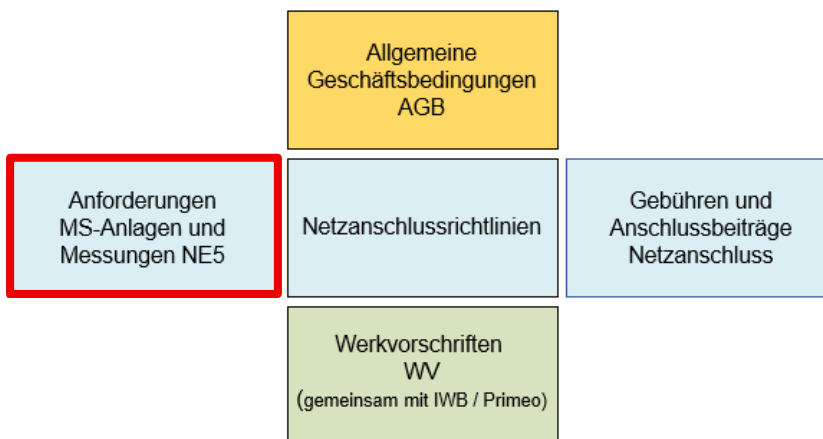 Allgemeine
Geschäftsbedingungen
AGB
Anforderungen
MS-Anlagen und
Messungen NE5
Netzanschlussrichtlinien
Gebühren und
Anschlussbeiträge
Netzanschluss
Werkvorschriften
WV
(gemeinsam mit IWB / Primeo)